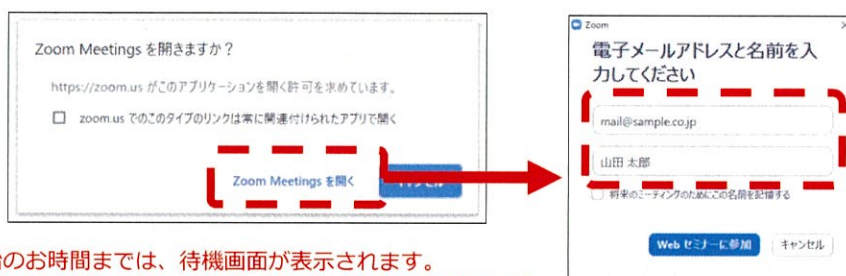 Zoom Meetings を開きますか？
https://zoom.us がこのアプリケーションを開く許可を求めています。
zoom.us でのこのタイプのリンクは常に関連付けられたアプリで開く
Zoom Meetings を開く
Zoom
電子メールアドレスと名前を入
力してください
mail@sample.co.jp
山田 太郎
将来のミーティングのためにこの名前を記憶する
Web セミナーに参加
キャンセル
のお時間までは、待機画面が表示されます。